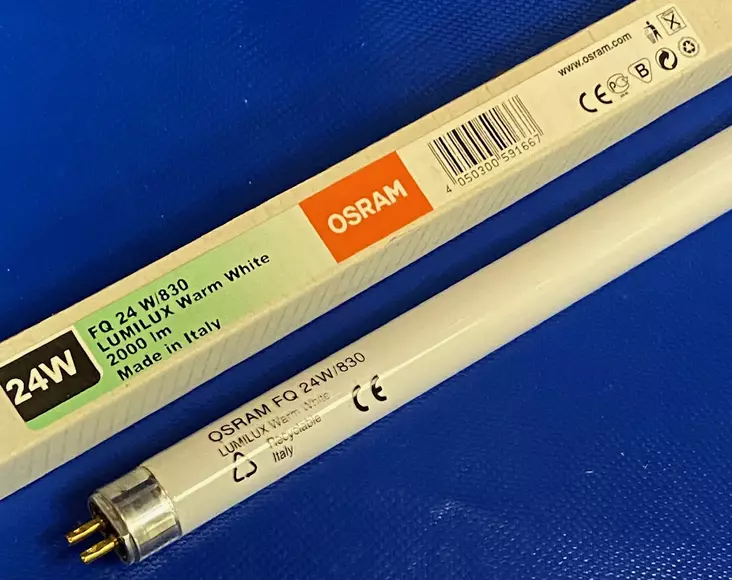 24W
FQ 24 W/830
LUMILUX Warm White
2000 lm
Made in Italy
OSRAM
4 050300 591667
www.osram.com
CE
B
OSRAM FQ 24W/830
LUMILUX Warm White
Recyclable
Italy
CE